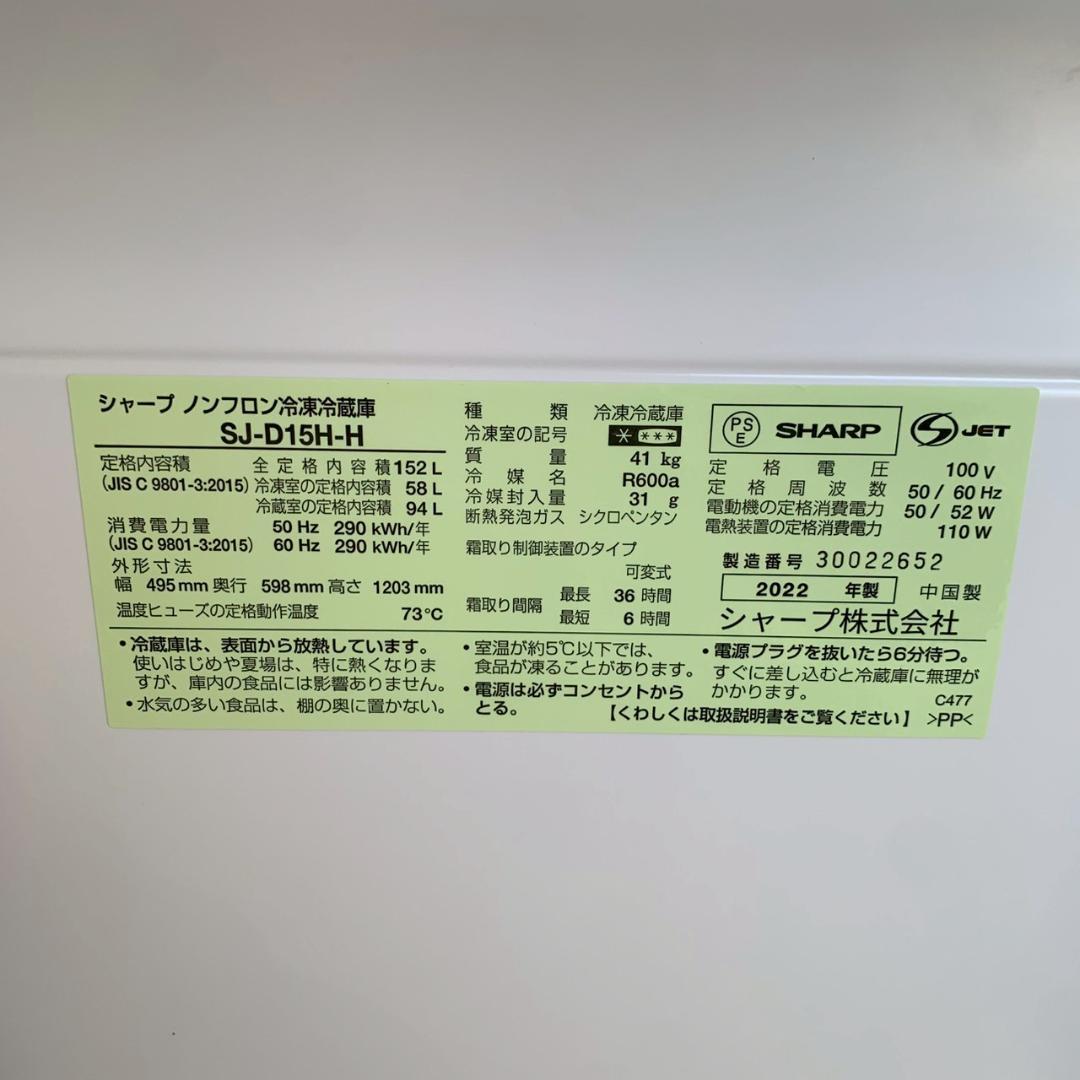 シャープ ノンフロン冷凍冷蔵庫
SJ-D15H-H
定格内容積 全定格内容積 152 L
(JIS C 9801-3:2015) 冷凍室の定格内容積 58 L
冷蔵室の定格内容積 94 L
消費電力量 50 Hz 290 kWh/年
(JIS C 9801-3:2015) 60 Hz 290 kWh/年
外形寸法
幅 495 mm 奥行 598 mm 高さ 1203 mm
温度ヒューズの定格動作温度 73℃
種類 冷凍冷蔵庫
冷凍室の記号 * ***
質量 41 kg
冷媒名 R600a
冷媒封入量 31 g
断熱発泡ガス シクロペンタン
霜取り制御装置のタイプ
可変式
霜取り間隔 最長 36 時間
最短 6 時間
PS
E
SHARP
S JET
定格電圧 100 V
定格周波数 50 / 60 Hz
電動機の定格消費電力 50 / 52 W
電熱装置の定格消費電力 110 W
製造番号 30022652
2022 年製 中国製
シャープ株式会社
・冷蔵庫は、表面から放熱しています。
使いはじめや夏場は、特に熱くなりま
すが、庫内の食品には影響ありません。
・水気の多い食品は、棚の奥に置かない。
・室温が約5℃以下では、
食品が凍ることがあります。
・電源は必ずコンセントから
とる。
・電源プラグを抜いたら6分待つ。
すぐに差し込むと冷蔵庫に無理が
かかります。
C477
【くわしくは取扱説明書をご覧ください】 >PP<